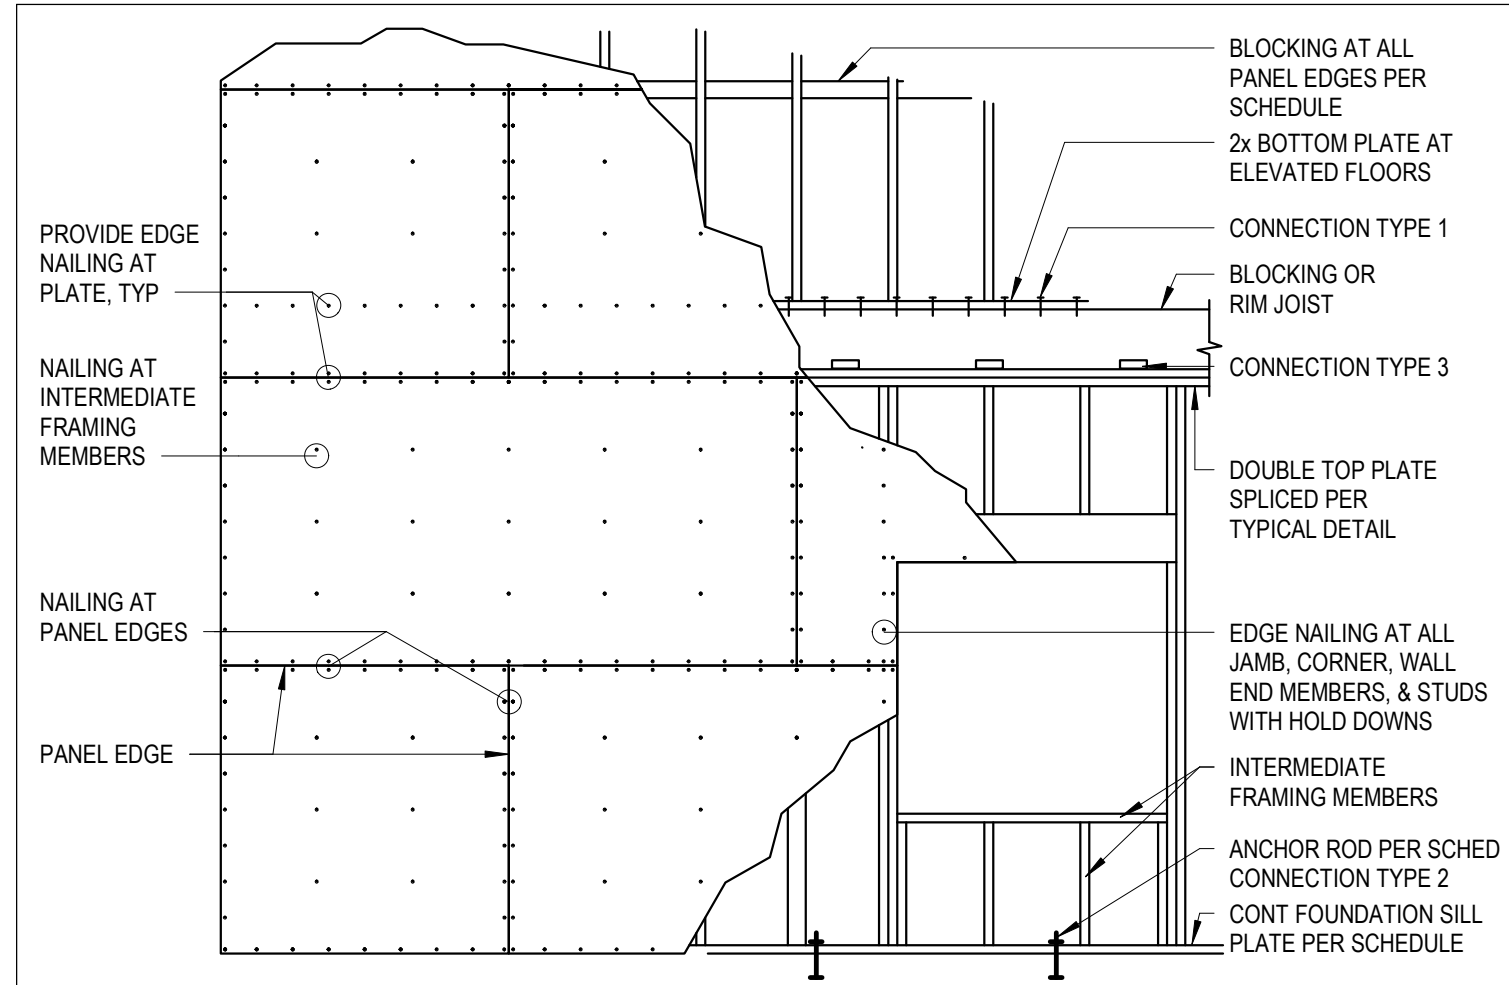 PROVIDE EDGE
NAILING AT
PLATE, TYP
NAILING AT
INTERMEDIATE
FRAMING
MEMBERS
NAILING AT
PANEL EDGES
PANEL EDGE
BLOCKING AT ALL
PANEL EDGES PER
SCHEDULE
2x BOTTOM PLATE AT
ELEVATED FLOORS
CONNECTION TYPE 1
BLOCKING OR
RIM JOIST
CONNECTION TYPE 3
DOUBLE TOP PLATE
SPLICED PER
TYPICAL DETAIL
EDGE NAILING AT ALL
JAMB, CORNER, WALL
END MEMBERS, & STUDS
WITH HOLD DOWNS
INTERMEDIATE
FRAMING MEMBERS
ANCHOR ROD PER SCHED
CONNECTION TYPE 2
CONT FOUNDATION SILL
PLATE PER SCHEDULE